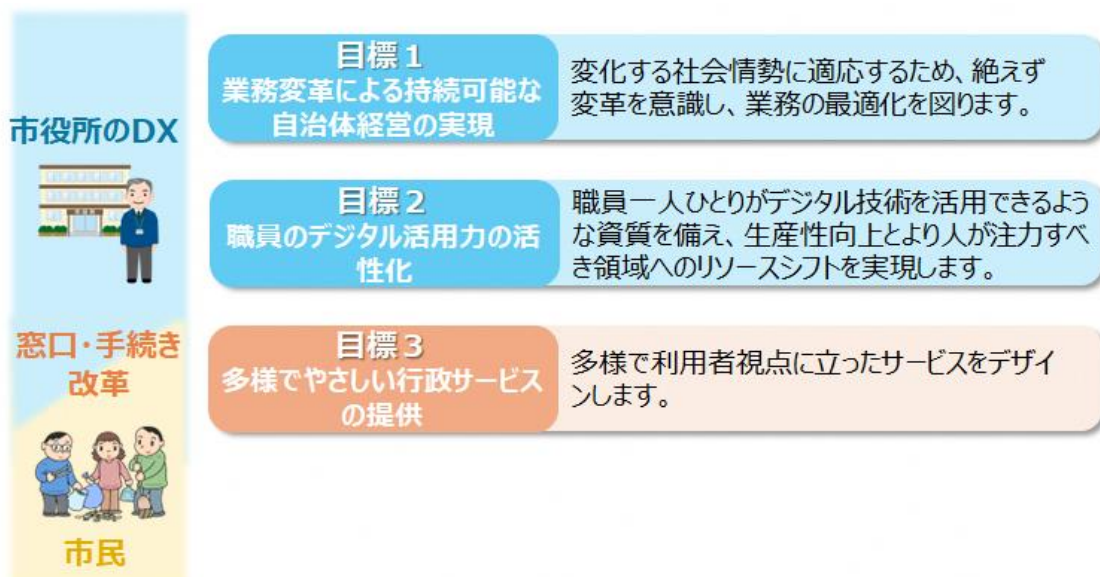 市役所のDX
目標1
業務変革による持続可能な
自治体経営の実現
変化する社会情勢に適応するため、絶えず
変革を意識し、業務の最適化を図ります。
目標2
職員のデジタル活用力の活
性化
職員一人ひとりがデジタル技術を活用できるよう
な資質を備え、生産性向上とより人が注力すべ
き領域へのリソースシフトを実現します。
窓口・手続き
改革
目標3
多様でやさしい行政サービス
の提供
多様で利用者視点に立ったサービスをデザイ
ンします。
市民